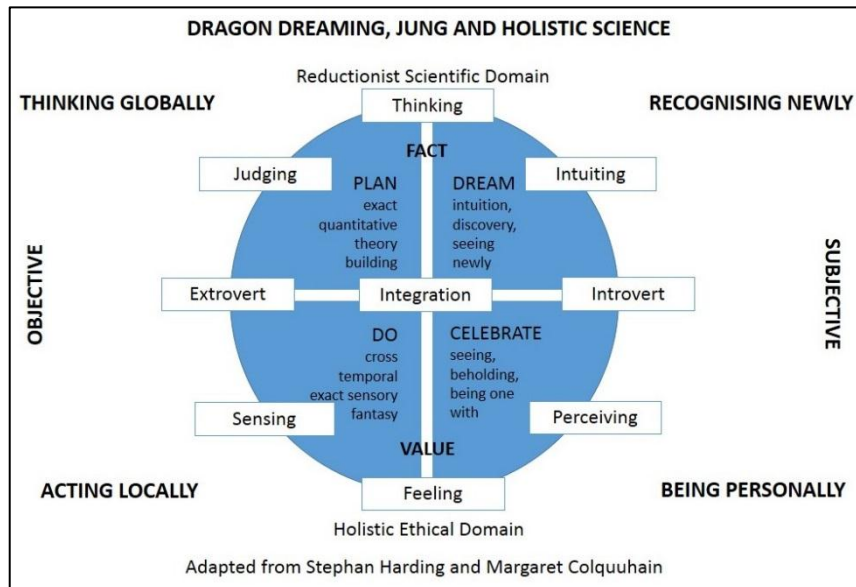 DRAGON DREAMING, JUNG AND HOLISTIC SCIENCE
Reductionist Scientific Domain
THINKING GLOBALLY
Thinking
RECOGNISING NEWLY
FACT
Judging
Intuiting
PLAN
exact
quantitative
theory
building
DREAM
intuition,
discovery,
seeing
newly
OBJECTIVE
Extrovert
Integration
Introvert
SUBJECTIVE
DO
cross
temporal
exact sensory
fantasy
CELEBRATE
seeing,
beholding,
being one
with
Sensing
Perceiving
VALUE
ACTING LOCALLY
Feeling
BEING PERSONALLY
Holistic Ethical Domain
Adapted from Stephan Harding and Margaret Colquuhain